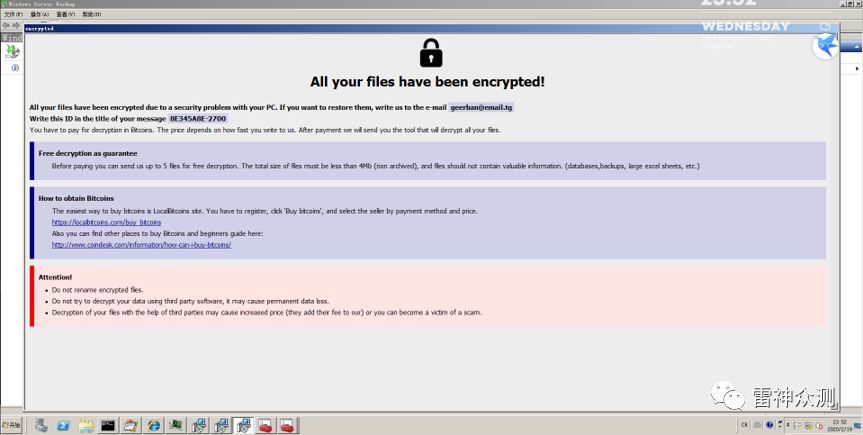 Windows Server Backup
文件(F) 操作(A) 查看(V) 帮助(H)
encrypted
23:52
WEDNESDAY
All your files have been encrypted!
All your files have been encrypted due to a security problem with your PC. If you want to restore them, write us to the e-mail geerban@email.tg
Write this ID in the title of your message 8E345A8E-2700
You have to pay for decryption in Bitcoins. The price depends on how fast you write to us. After payment we will send you the tool that will decrypt all your files.
Free decryption as guarantee
Before paying you can send us up to 5 files for free decryption. The total size of files must be less than 4Mb (non archived), and files should not contain valuable information. (databases,backups, large excel sheets, etc.)
How to obtain Bitcoins
The easiest way to buy bitcoins is LocalBitcoins site. You have to register, click 'Buy bitcoins', and select the seller by payment method and price.
https://localbitcoins.com/buy_bitcoins
Also you can find other places to buy Bitcoins and beginners guide here:
http://www.coindesk.com/information/how-can-i-buy-bitcoins/
Attention!
Do not rename encrypted files.
Do not try to decrypt your data using third party software, it may cause permanent data loss.
Decryption of your files with the help of third parties may cause increased price (they add their fee to our) or you can become a victim of a scam.
雷神众测
开始
CK
23:52
2020/2/19